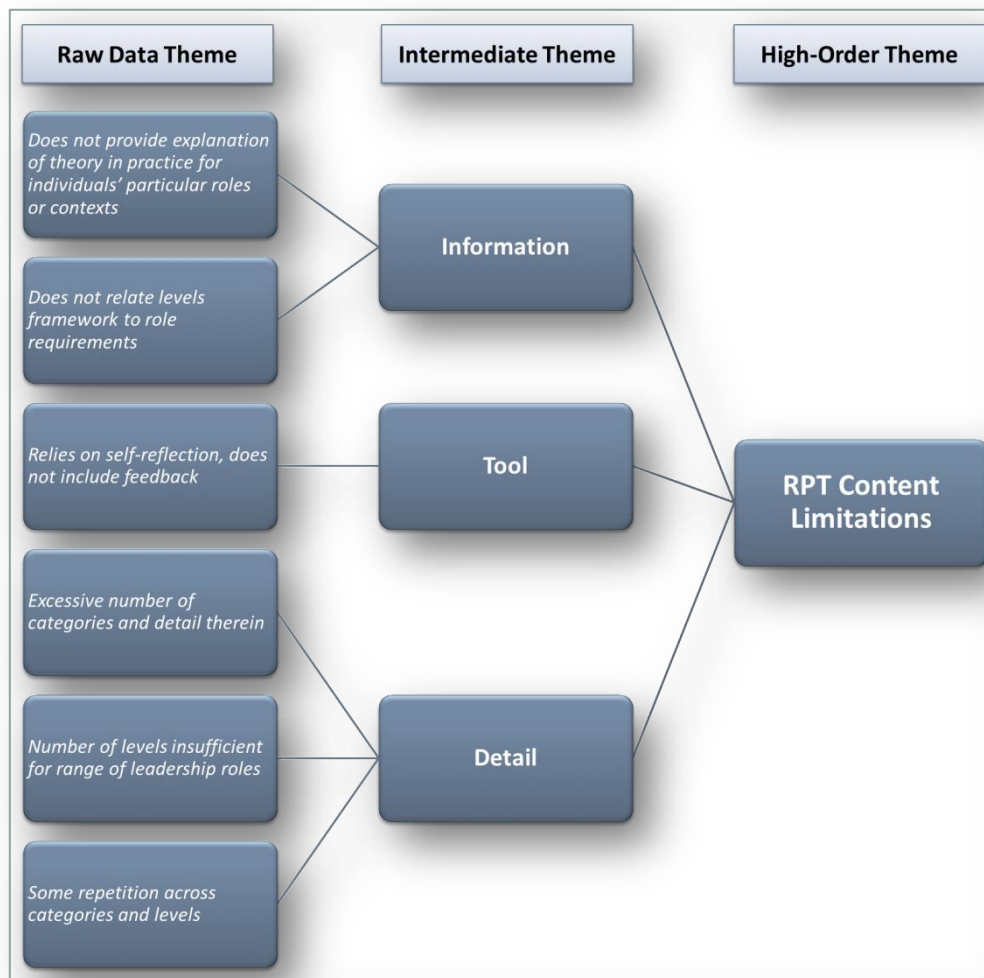 Raw Data Theme
Intermediate Theme
High-Order Theme
Does not provide explanation
of theory in practice for
individuals’ particular roles
or contexts
Information
Does not relate levels
framework to role
requirements
Relies on self-reflection, does
not include feedback
Tool
RPT Content
Limitations
Excessive number of
categories and detail therein
Number of levels insufficient
for range of leadership roles
Detail
Some repetition across
categories and levels